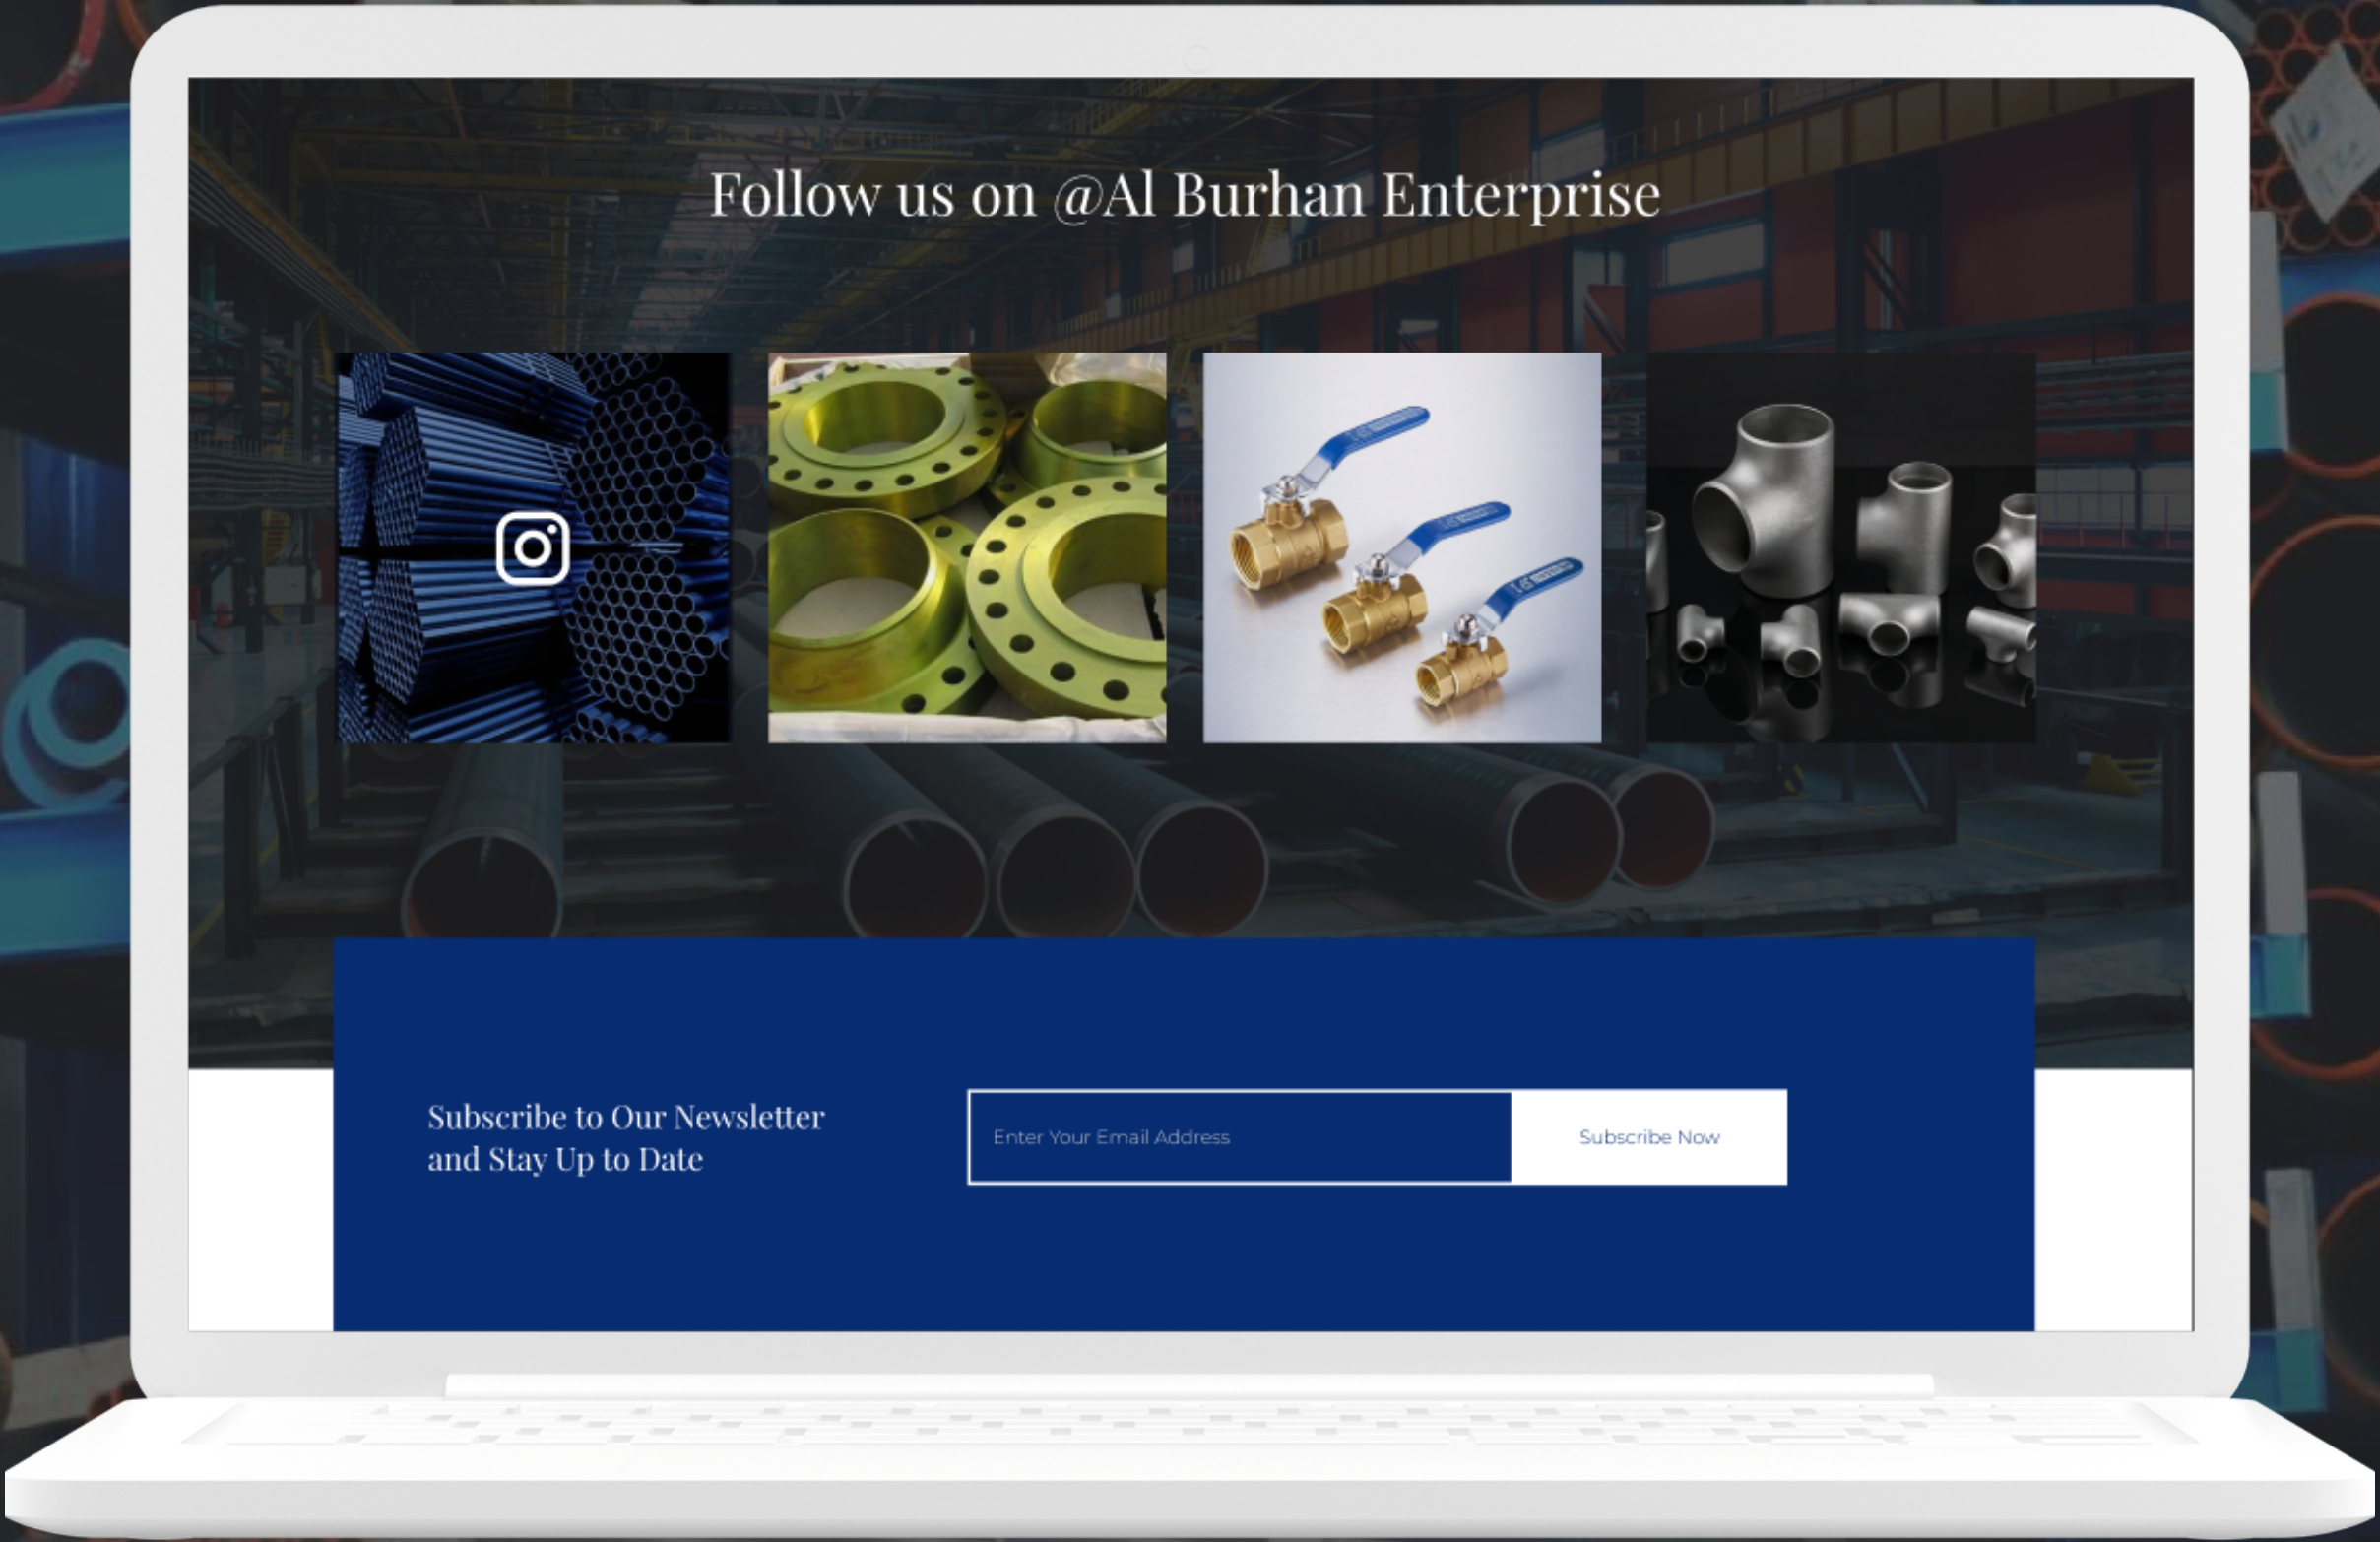 Follow us on @Al Burhan Enterprise
Subscribe to Our Newsletter
and Stay Up to Date
Enter Your Email Address
Subscribe Now